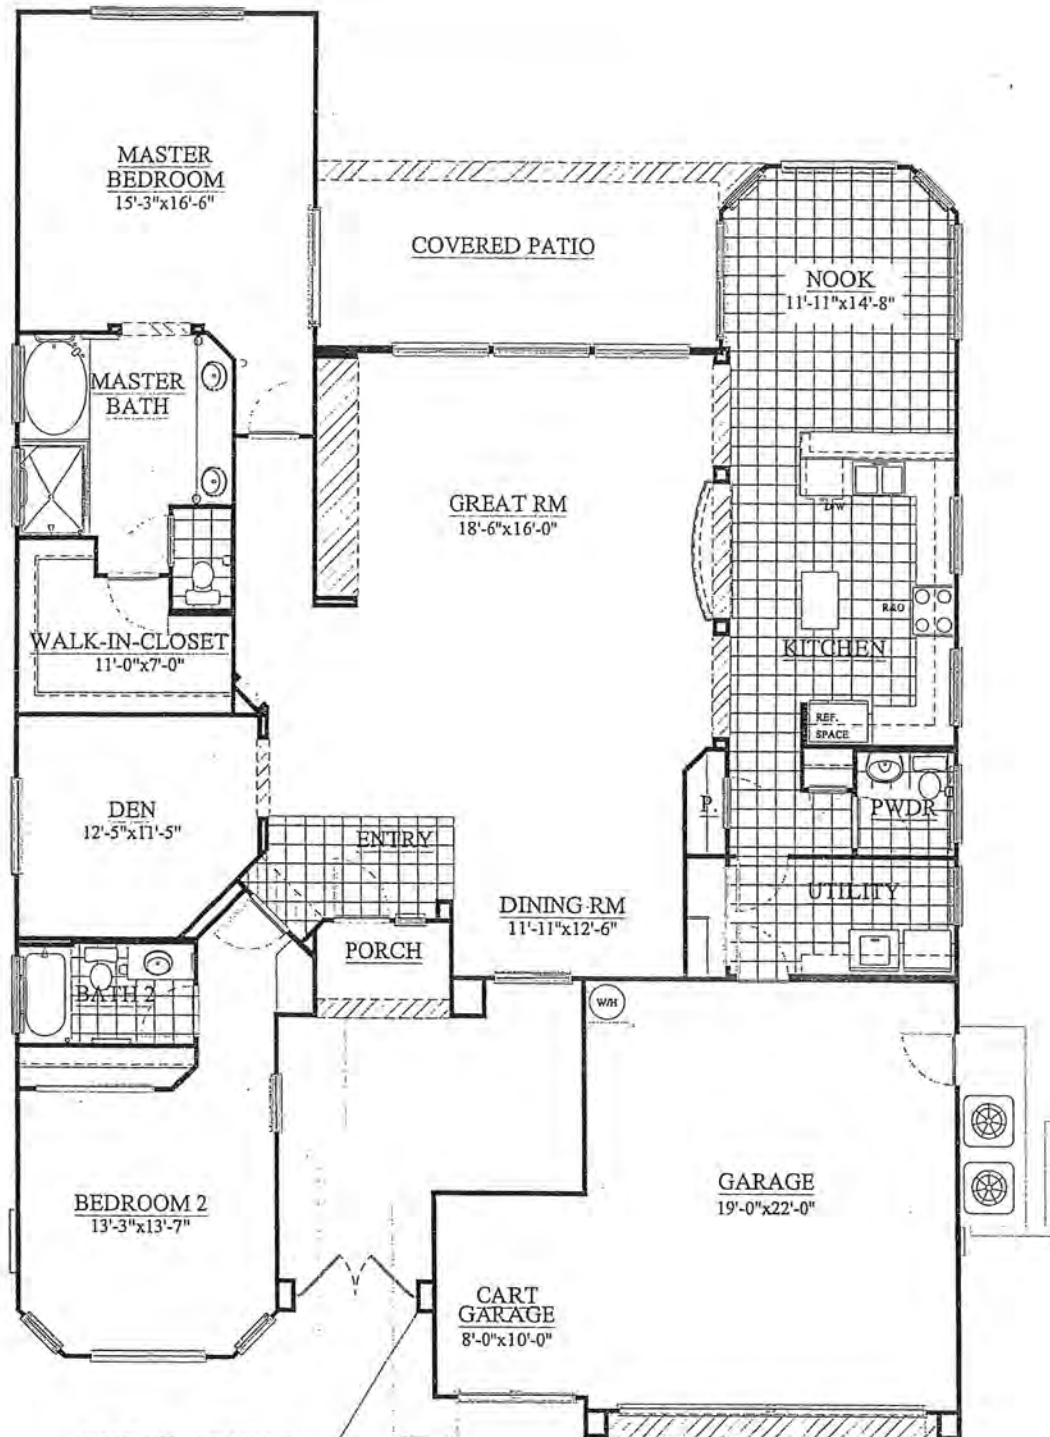 MASTER
BEDROOM
15'-3"x16'-6"
COVERED PATIO
NOOK
11'-11"x14'-8"
MASTER
BATH
GREAT RM
18'-6"x16'-0"
D/W
R&O
WALK-IN-CLOSET
11'-0"x7'-0"
KITCHEN
REF.
SPACE
DEN
12'-5"x11'-5"
P.
PWDR
ENTRY
UTILITY
DINING RM
11'-11"x12'-6"
PORCH
BATH 2
W/H
BEDROOM 2
13'-3"x13'-7"
GARAGE
19'-0"x22'-0"
CART
GARAGE
8'-0"x10'-0"